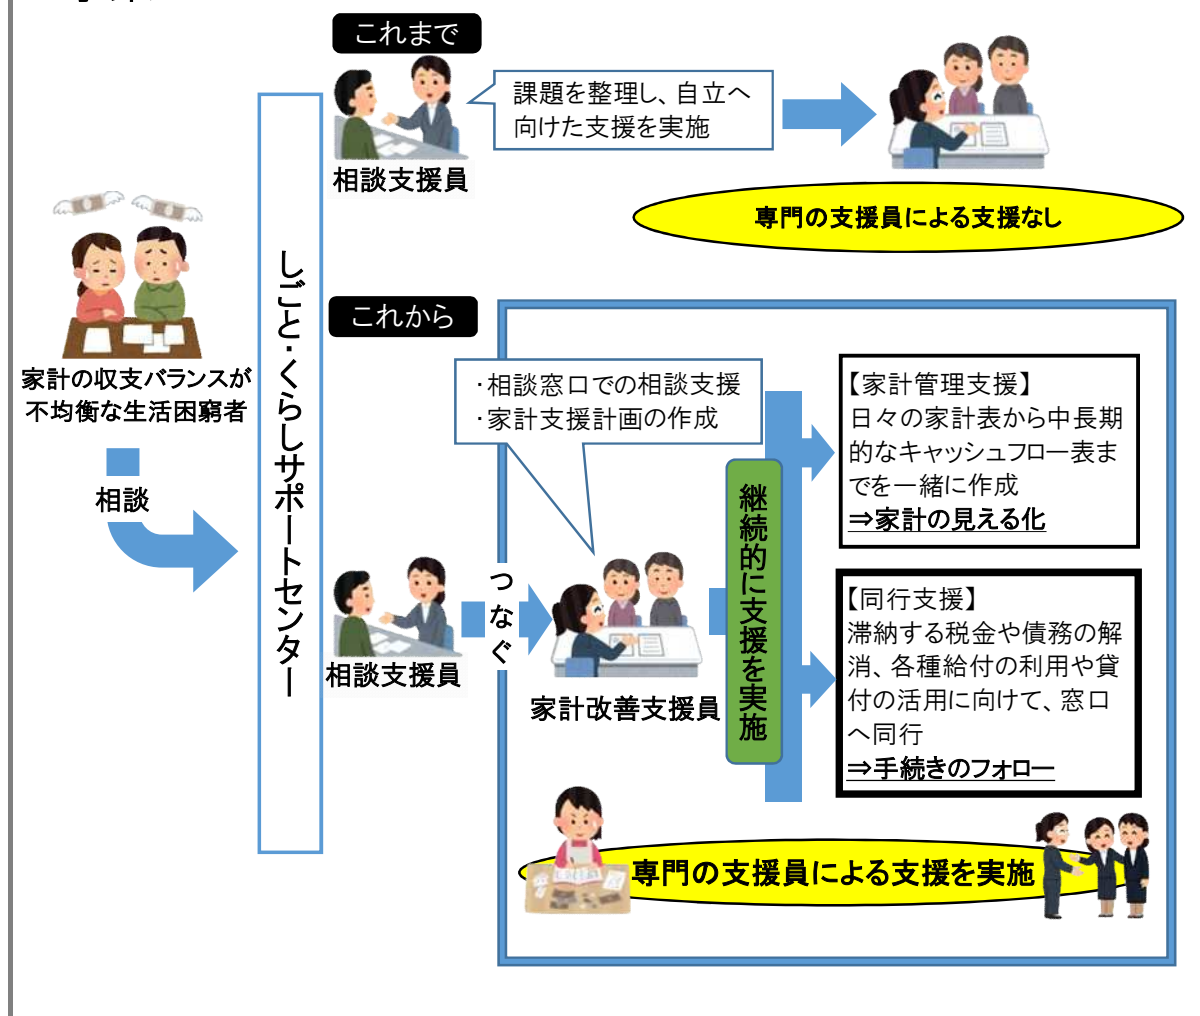 これまで
課題を整理し、自立へ
向けた支援を実施
相談支援員
専門の支援員による支援なし
家計の収支バランスが
不均衡な生活困窮者
相談
しごと・くらしサポートセンター
これから
・相談窓口での相談支援
・家計支援計画の作成
相談支援員
つなぐ
家計改善支援員
継続的に支援を実施
【家計管理支援】
日々の家計表から中長期
的なキャッシュフロー表ま
でを一緒に作成
⇒家計の見える化
【同行支援】
滞納する税金や債務の解
消、各種給付の利用や貸
付の活用に向けて、窓口
へ同行
⇒手続きのフォロー
専門の支援員による支援を実施